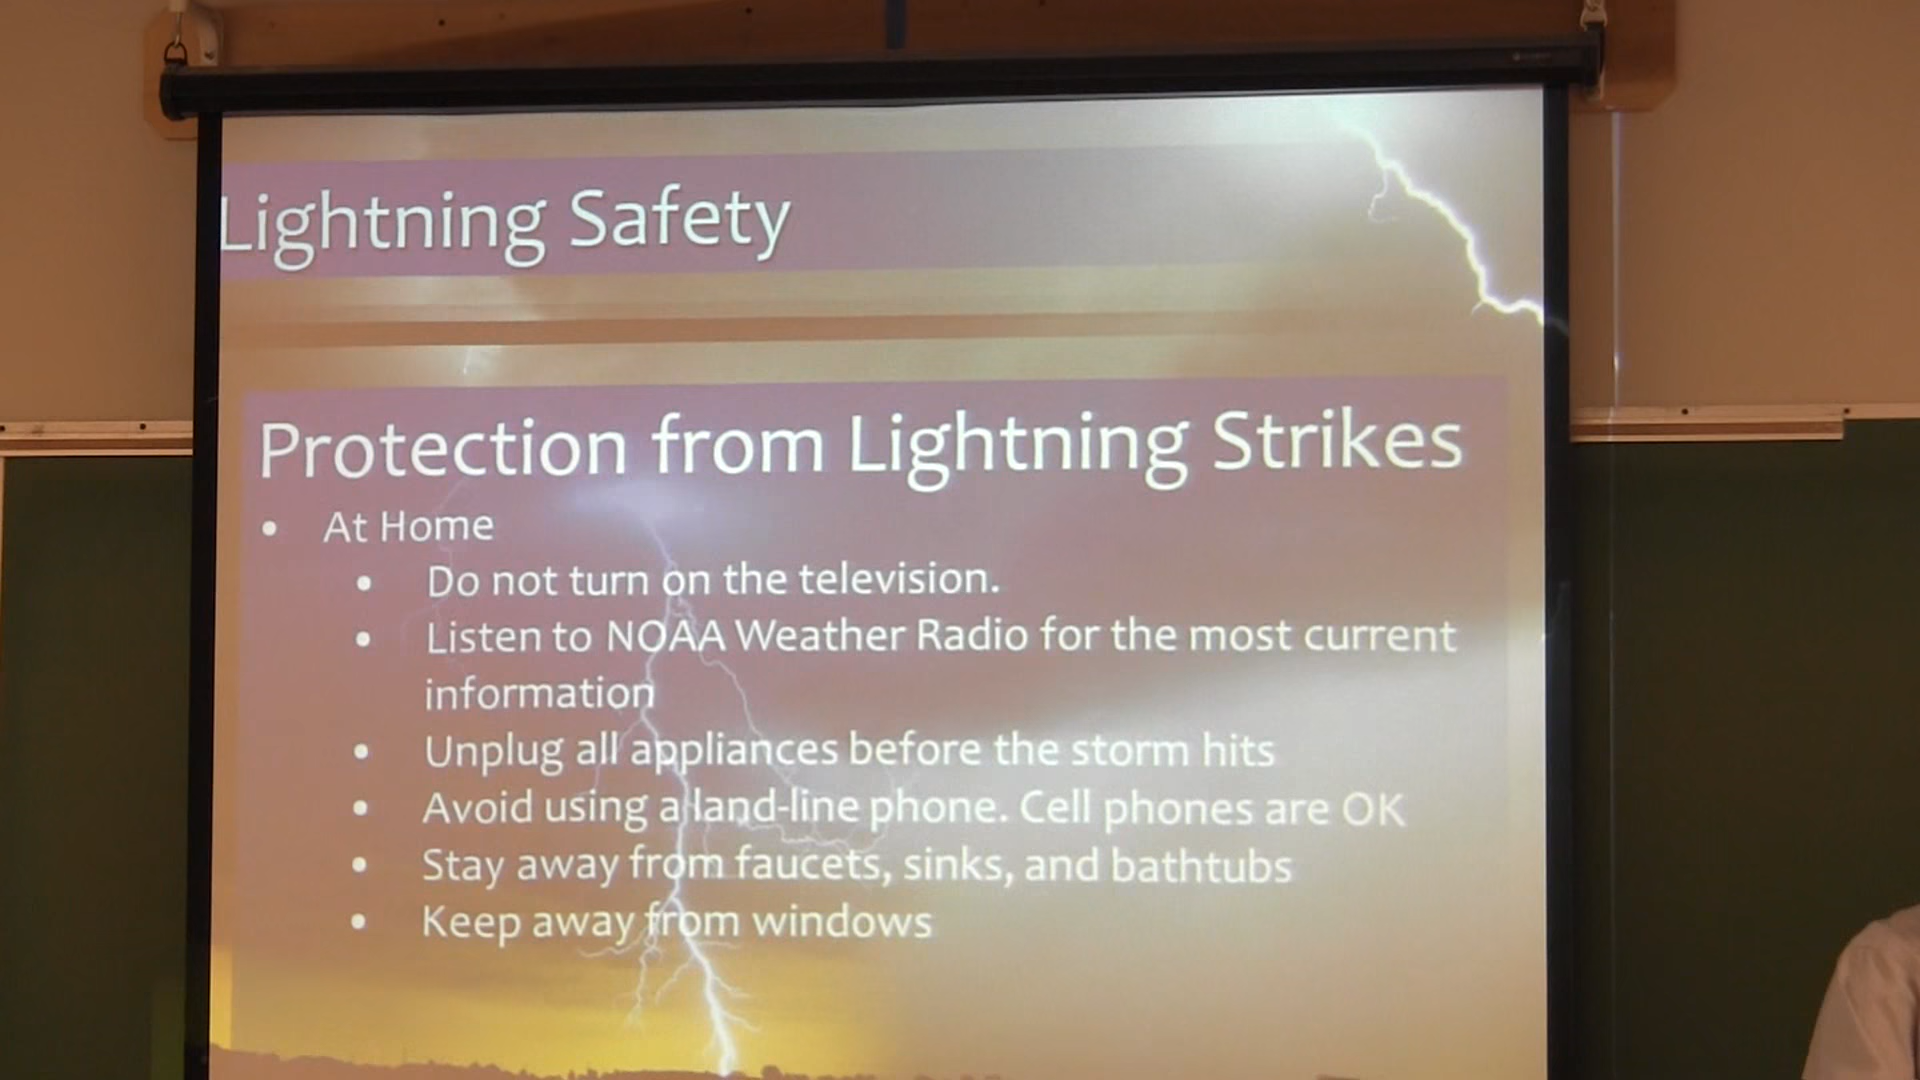 Lightning Safety
Protection from Lightning Strikes
• At Home
• Do not turn on the television.
• Listen to NOAA Weather Radio for the most current
information
• Unplug all appliances before the storm hits
• Avoid using a land-line phone. Cell phones are OK
• Stay away from faucets, sinks, and bathtubs
• Keep away from windows